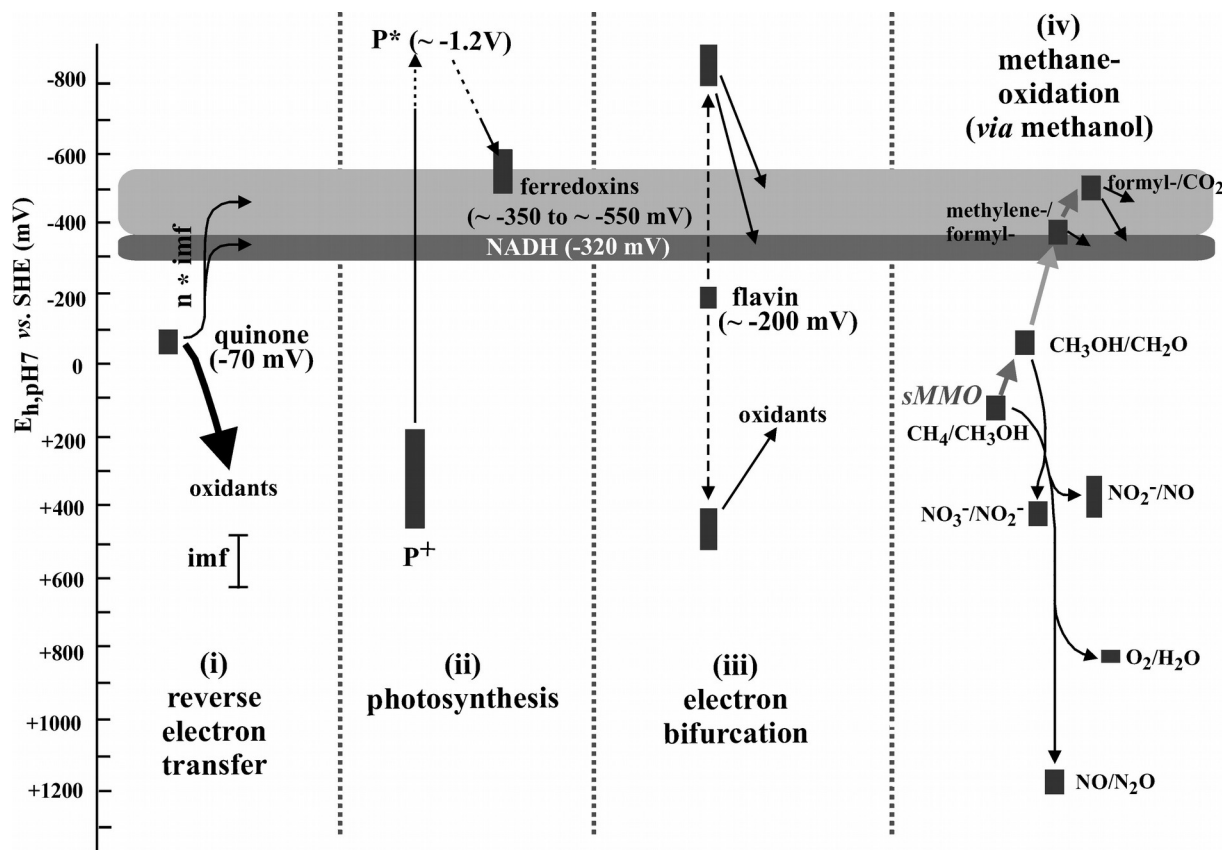 E_h,pH7 vs. SHE (mV)
-800
-600
-400
-200
0
+200
+400
+600
+800
+1000
+1200
n * imf
quinone
(-70 mV)
oxidants
imf
(i)
reverse
electron
transfer
P* (~ -1.2V)
ferredoxins
(~ -350 to ~ -550 mV)
NADH (-320 mV)
P⁺
(ii)
photosynthesis
flavin
(~ -200 mV)
oxidants
(iii)
electron
bifurcation
(iv)
methane-
oxidation
(via methanol)
formyl-/CO₂
methylene-/
formyl-
CH₃OH/CH₂O
sMMO
CH₄/CH₃OH
NO₂⁻/NO
NO₃⁻/NO₂⁻
O₂/H₂O
NO/N₂O